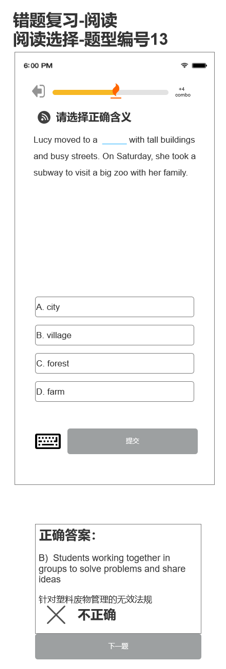 错题复习-阅读
阅读选择-题型编号13
6:00 PM
+4
combo
请选择正确含义
Lucy moved to a ______ with tall buildings
and busy streets. On Saturday, she took a
subway to visit a big zoo with her family.
A. city
B. village
C. forest
D. farm
提交
正确答案：
B) Students working together in
groups to solve problems and share
ideas
针对塑料废物管理的无效法规
不正确
下一题